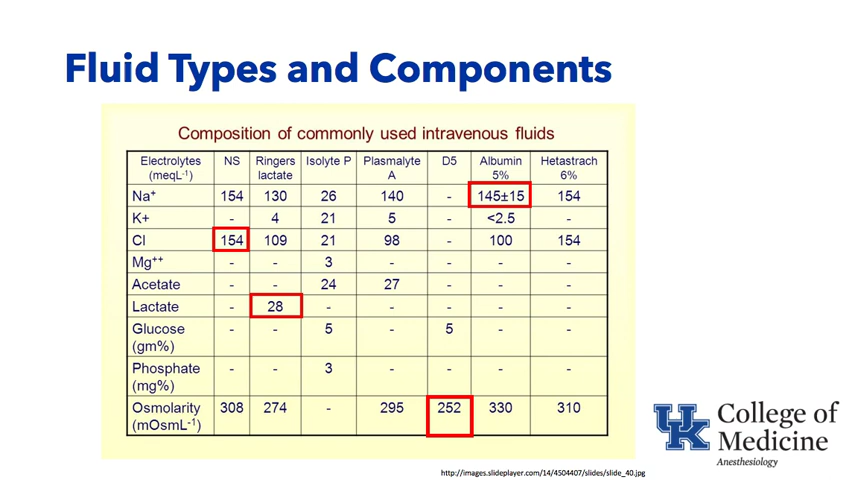 Fluid Types and Components
Composition of commonly used intravenous fluids
Electrolytes (meqL-1) NS Ringers lactate Isolyte P Plasmalyte A D5 Albumin 5% Hetastrach 6%
Na+ 154 130 26 140 - 145±15 154
K+ - 4 21 5 - <2.5 -
Cl 154 109 21 98 - 100 154
Mg++ - - 3 - - - -
Acetate - - 24 27 - - -
Lactate - 28 - - - - -
Glucose (gm%) - - 5 - 5 - -
Phosphate (mg%) - - 3 - - - -
Osmolarity (mOsmL-1) 308 274 - 295 252 330 310
UK College of Medicine
Anesthesiology
http://images.slideplayer.com/14/4504407/slides/slide_40.jpg